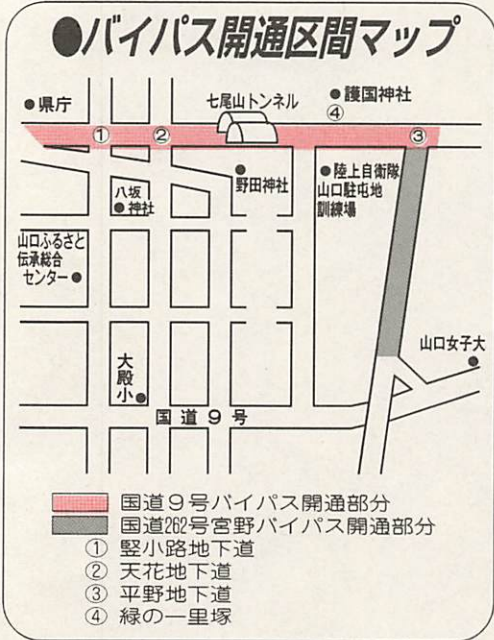 ●バイパス開通区間マップ
●県庁
七尾山トンネル
●護国神社
④
①
②
③
八坂
●神社
●
野田神社
●陸上自衛隊
山口駐屯地
訓練場
山口ふるさと
伝承総合
センター●
山口女子大
●
大殿小●
国道9号
国道9号バイパス開通部分
国道262号宮野バイパス開通部分
① 竪小路地下道
② 天花地下道
③ 平野地下道
④ 緑の一里塚